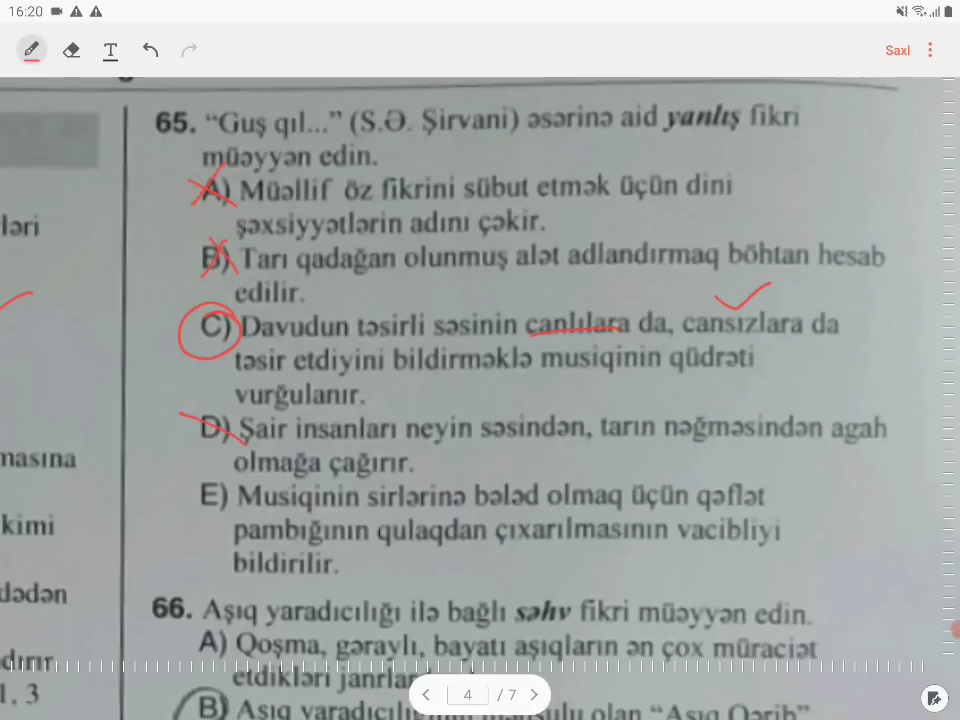 16:20
T
Saxl
65. “Guş qıl...” (S.Ə. Şirvani) əsərinə aid yanlış fikri
müəyyən edin.
A) Müəllif öz fikrini sübut etmək üçün dini
şəxsiyyətlərin adını çəkir.
B) Tarı qadağan olunmuş alət adlandırmaq böhtan hesab
edilir.
C) Davudun təsirli səsinin canlılara da, cansızlara da
təsir etdiyini bildirməklə musiqinin qüdrəti
vurğulanır.
D) Şair insanları neyin səsindən, tarın nəğməsindən agah
olmağa çağırır.
E) Musiqinin sirlərinə bələd olmaq üçün qəflət
pambığının qulaqdan çıxarılmasının vacibliyi
bildirilir.
66. Aşıq yaradıcılığı ilə bağlı səhv fikri müəyyən edin.
A) Qoşma, gəraylı, bayatı aşıqların ən çox müraciət
etdikləri janrlar
B) Aşıq olan “Aşıq Qərib”
ləri
masına
kimi
dədən
dırır
1, 3
4 / 7